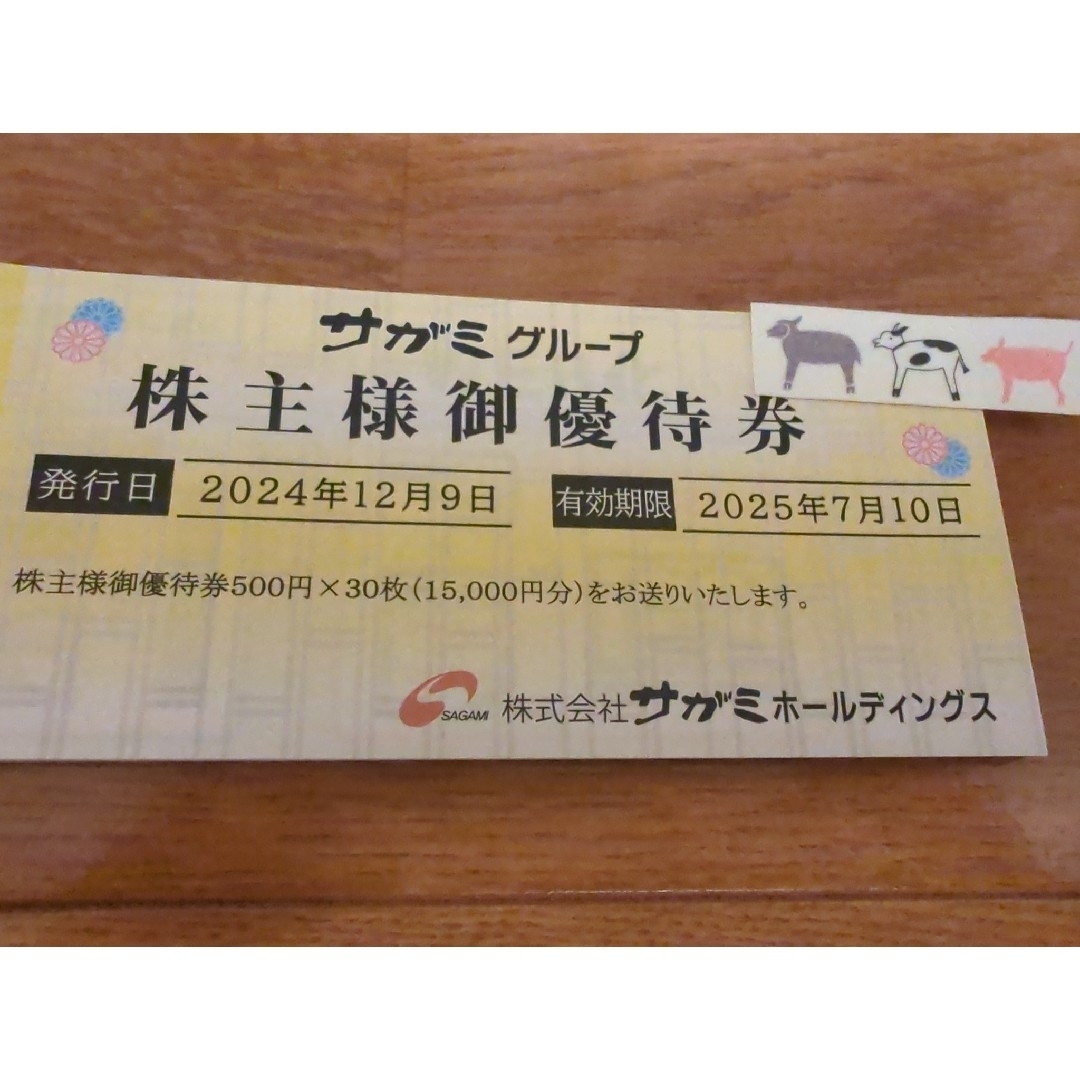 サガミグループ
株主様御優待券
発行日 2024年12月9日 有効期限 2025年7月10日
株主様御優待券500円×30枚(15,000円分)をお送りいたします。
SAGAMI 株式会社サガミホールディングス